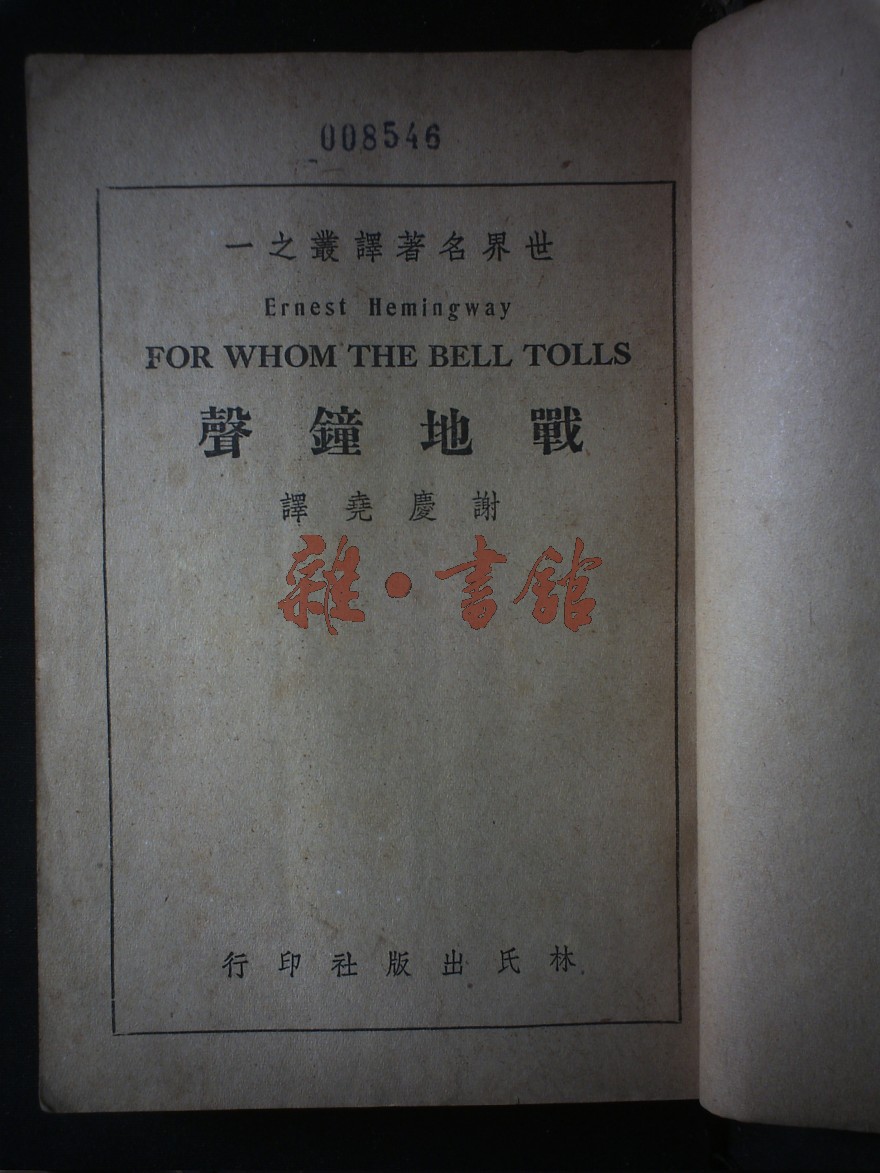 008546
世界名著譯叢之一
Ernest Hemingway
FOR WHOM THE BELL TOLLS
戰地鐘聲
謝慶堯譯
雜·書館
林氏出版社印行